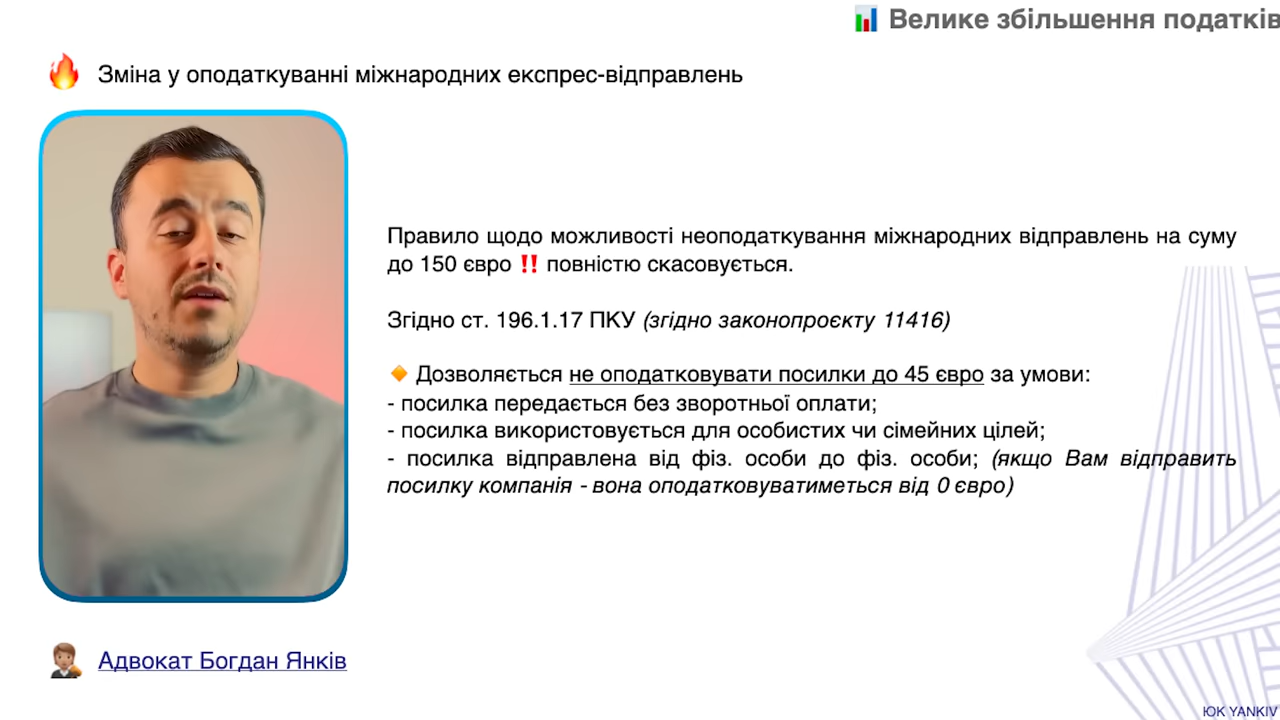 📊 Велике збільшення податків
🔥 Зміна у оподаткуванні міжнародних експрес-відправлень
Правило щодо можливості неоподаткування міжнародних відправлень на суму
до 150 євро ‼️ повністю скасовується.
Згідно ст. 196.1.17 ПКУ (згідно законопроєкту 11416)
🔸 Дозволяється не оподатковувати посилки до 45 євро за умови:
- посилка передається без зворотньої оплати;
- посилка використовується для особистих чи сімейних цілей;
- посилка відправлена від фіз. особи до фіз. особи; (якщо Вам відправить
посилку компанія - вона оподатковуватиметься від 0 євро)
Адвокат Богдан Янків
ЮК YANKIV